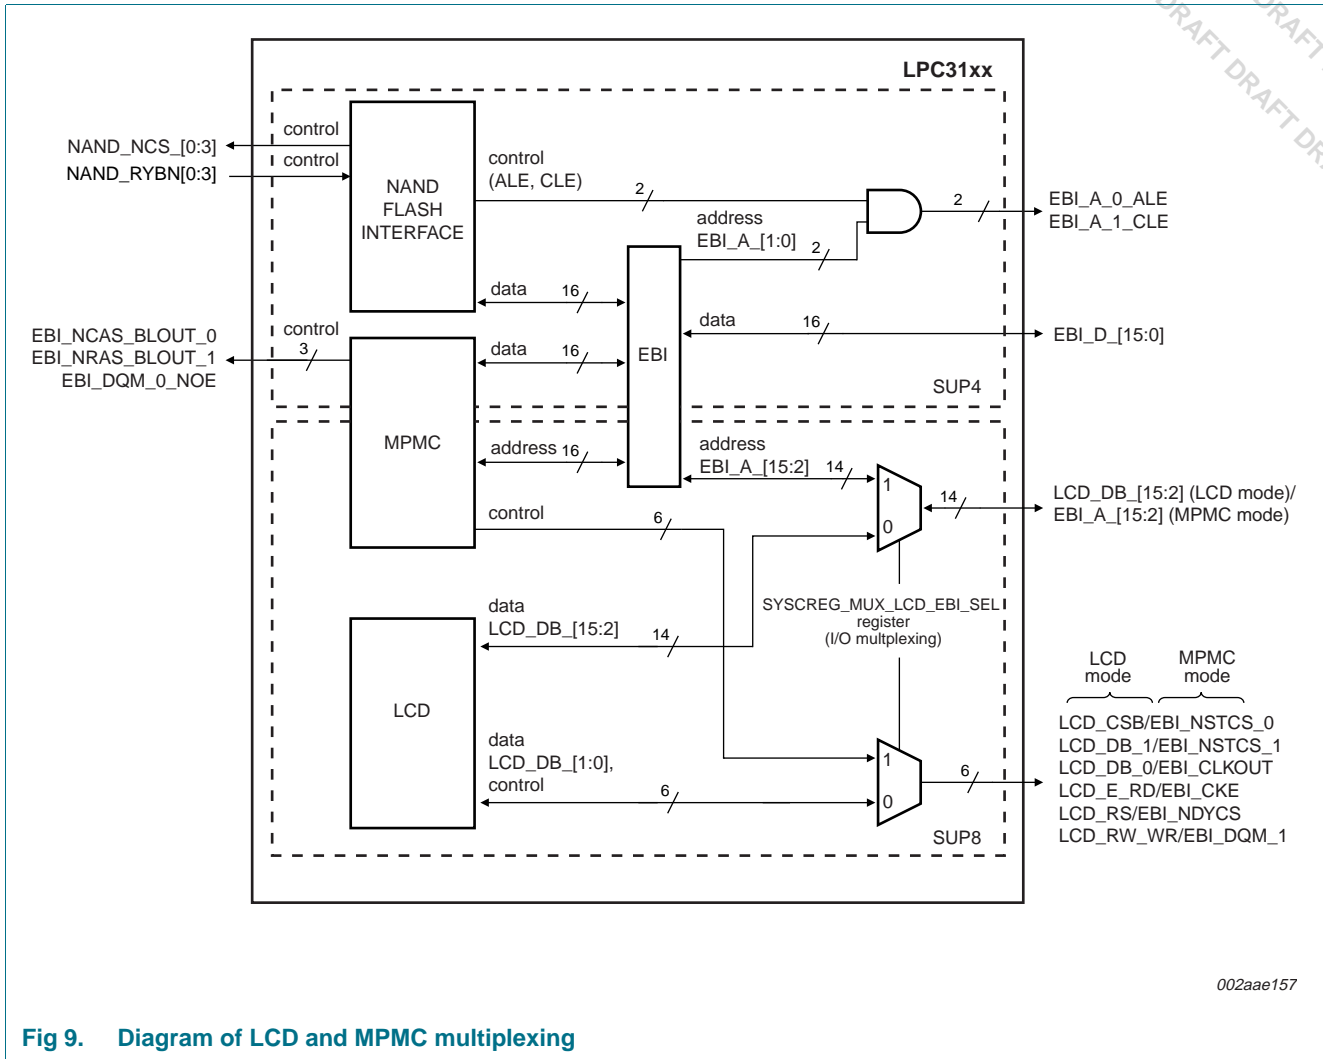 DRAFT DRAFT DR
DRAFT
LPC31xx
control
NAND_NCS_[0:3]
control
NAND_RYBN[0:3]
NAND
FLASH
INTERFACE
control
(ALE, CLE)
2
address
EBI_A_[1:0]
2
2
EBI_A_0_ALE
EBI_A_1_CLE
data 16
data 16
EBI_D_[15:0]
EBI_NCAS_BLOUT_0
EBI_NRAS_BLOUT_1
EBI_DQM_0_NOE
control
3
data 16
EBI
SUP4
MPMC
address 16
address
EBI_A_[15:2] 14
1
0
14
LCD_DB_[15:2] (LCD mode)/
EBI_A_[15:2] (MPMC mode)
control 6
SYSCREG_MUX_LCD_EBI_SEL
register
(I/O multplexing)
data
LCD_DB_[15:2] 14
LCD
data
LCD_DB_[1:0],
control 6
1
0
6
SUP8
LCD
mode
MPMC
mode
LCD_CSB/EBI_NSTCS_0
LCD_DB_1/EBI_NSTCS_1
LCD_DB_0/EBI_CLKOUT
LCD_E_RD/EBI_CKE
LCD_RS/EBI_NDYCS
LCD_RW_WR/EBI_DQM_1
002aae157
Fig 9. Diagram of LCD and MPMC multiplexing